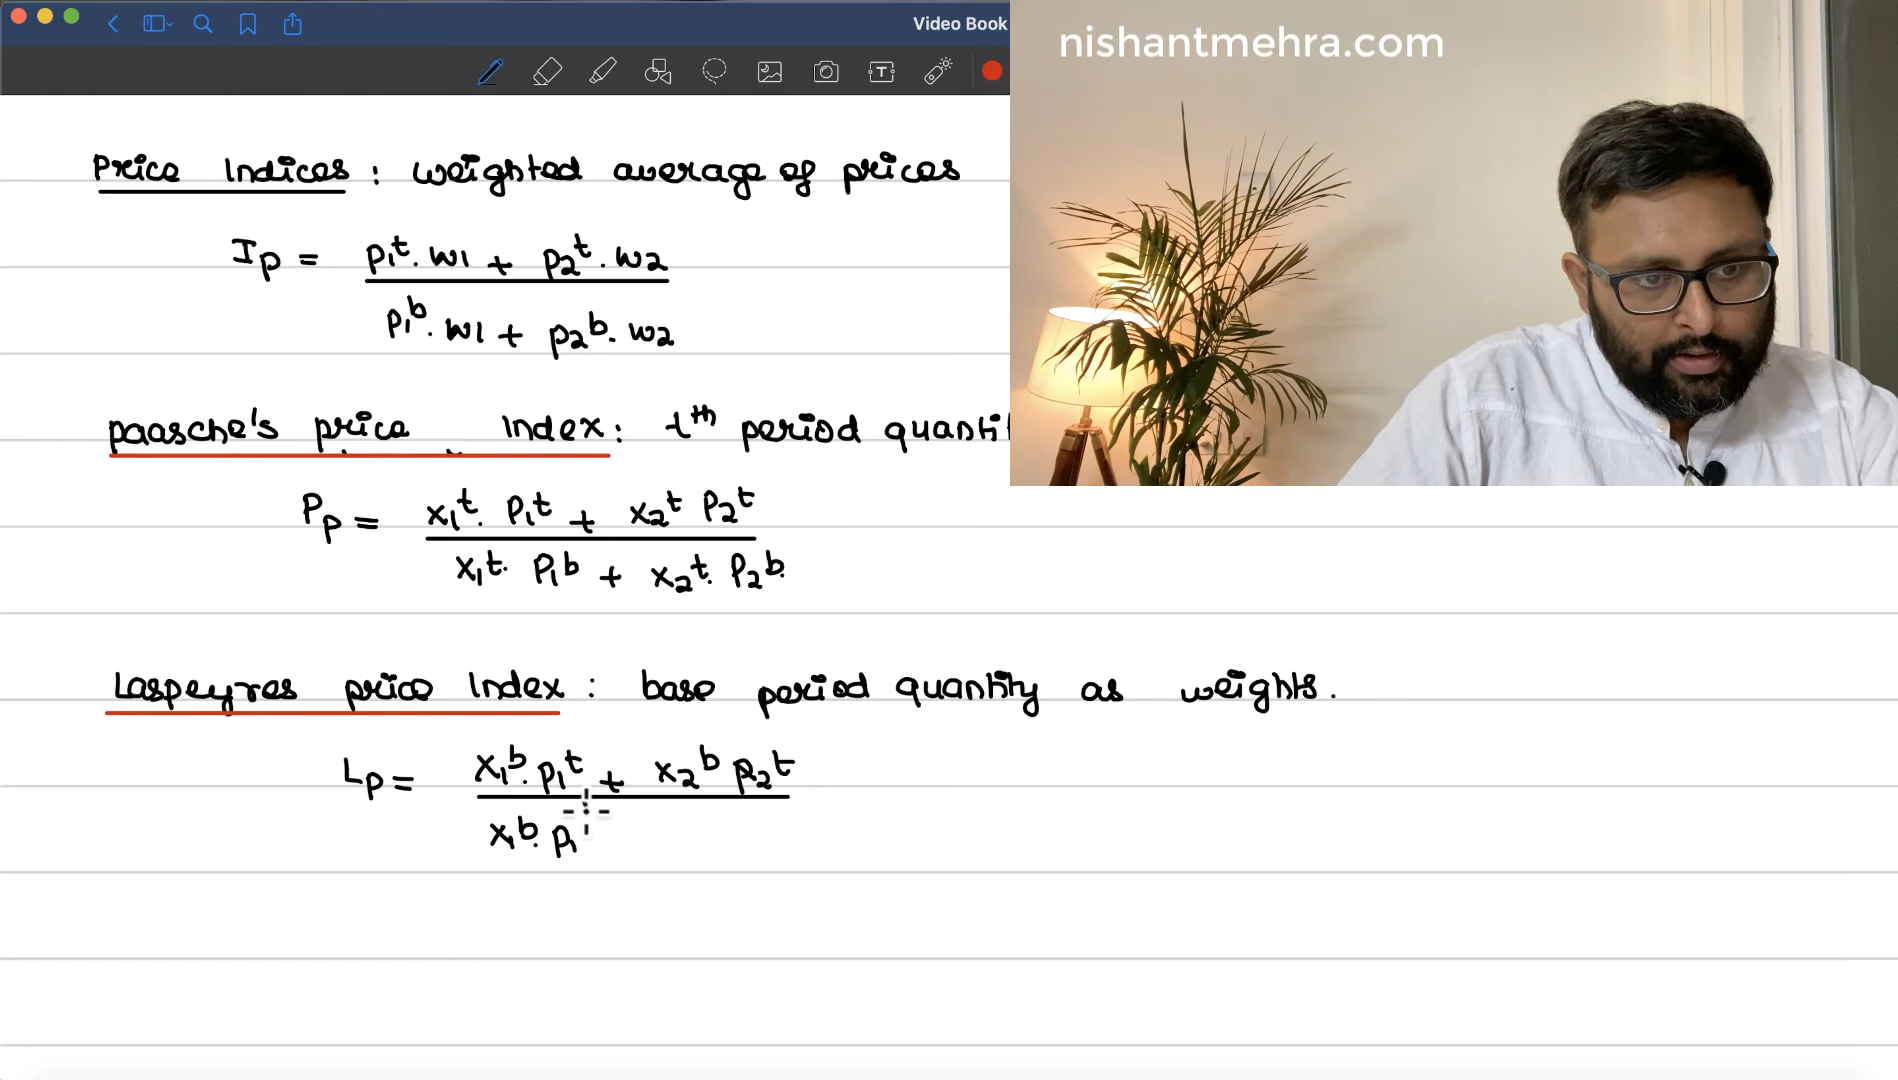 Video Book
nishantmehra.com
Price Indices : weighted average of prices
Ip = p₁ᵗ. w1 + p₂ᵗ. w2
p₁ᵇ. w1 + p₂ᵇ. w2
paasche's price Index : tᵗʰ period quanti
Pp = x₁ᵗ. P₁ᵗ + x₂ᵗ P₂ᵗ
x₁ᵗ. P₁ᵇ + x₂ᵗ. P₂ᵇ.
Laspeyres price Index : base period quantity as weights.
Lp = x₁ᵇ. p₁ᵗ + x₂ᵇ p₂ᵗ
x₁ᵇ. p₁